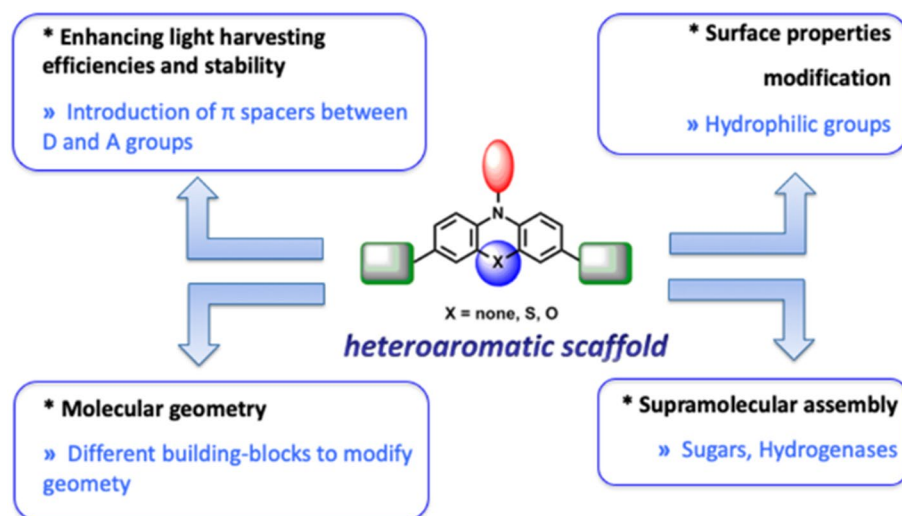 * Enhancing light harvesting
efficiencies and stability
» Introduction of π spacers between
D and A groups
* Surface properties
modification
» Hydrophilic groups
N
X
X = none, S, O
heteroaromatic scaffold
* Molecular geometry
» Different building-blocks to modify
geomety
* Supramolecular assembly
» Sugars, Hydrogenases